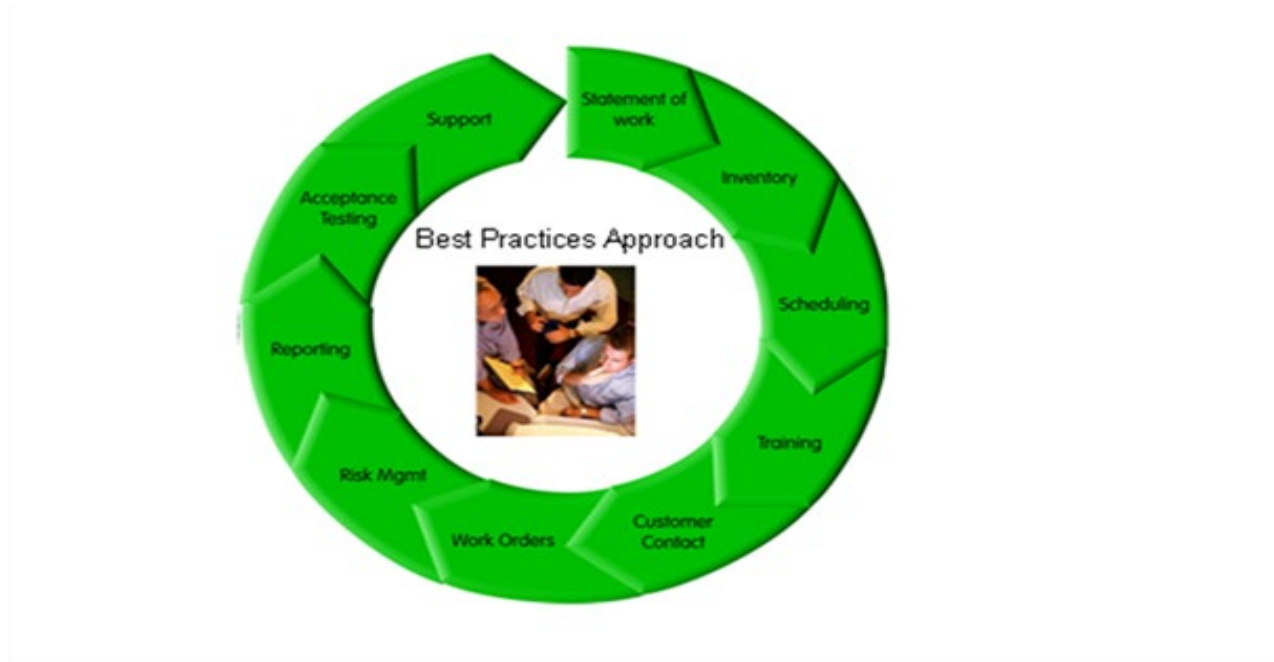 Statement of
work
Inventory
Scheduling
Training
Customer
Contact
Work Orders
Risk Mgmt
Reporting
Acceptance
Testing
Support
Best Practices Approach